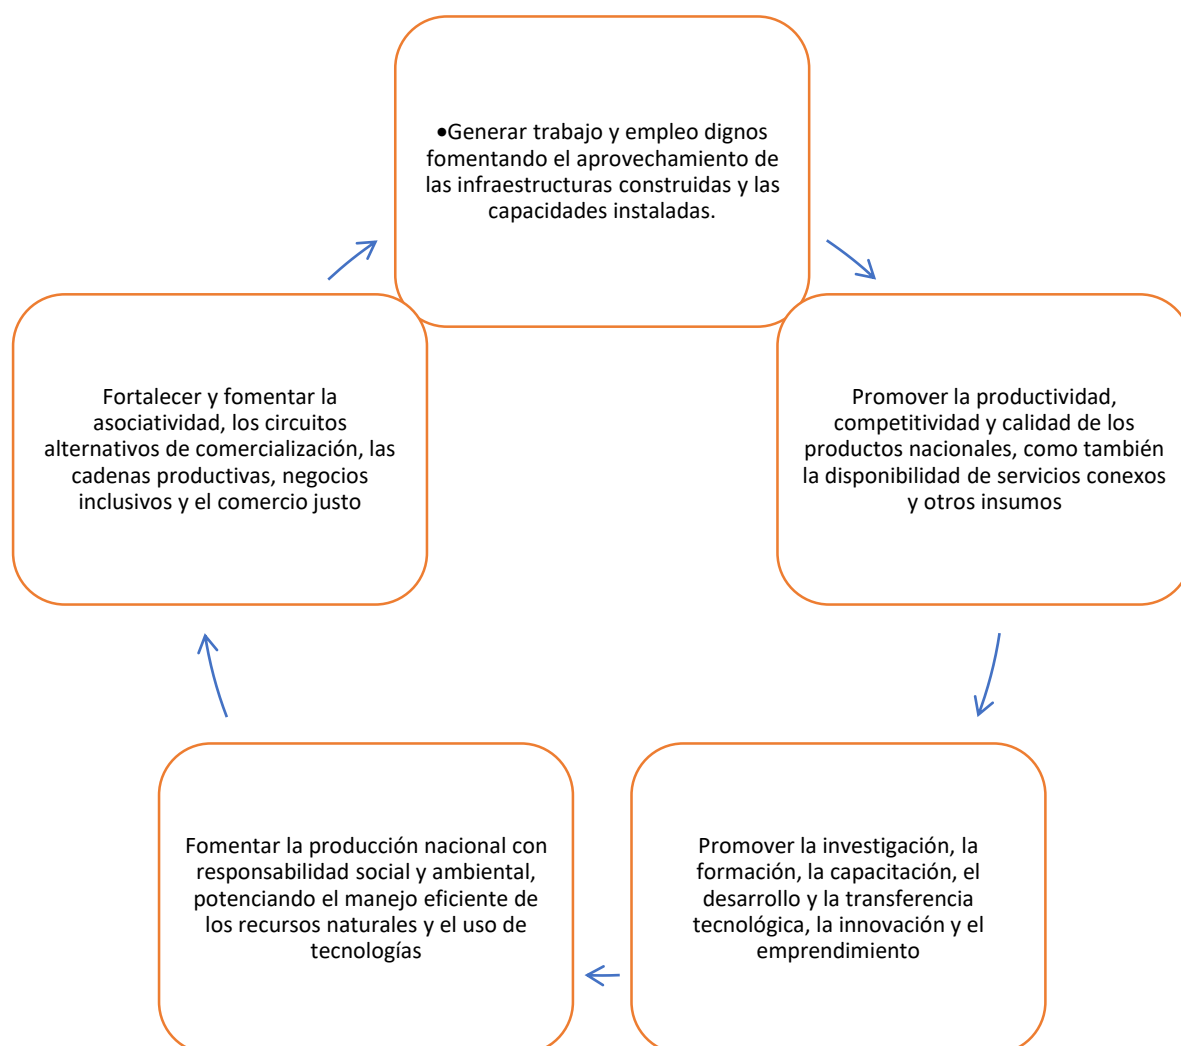 •Generar trabajo y empleo dignos
fomentando el aprovechamiento de
las infraestructuras construidas y las
capacidades instaladas.
Promover la productividad,
competitividad y calidad de los
productos nacionales, como también
la disponibilidad de servicios conexos
y otros insumos
Promover la investigación, la
formación, la capacitación, el
desarrollo y la transferencia
tecnológica, la innovación y el
emprendimiento
Fomentar la producción nacional con
responsabilidad social y ambiental,
potenciando el manejo eficiente de
los recursos naturales y el uso de
tecnologías
Fortalecer y fomentar la
asociatividad, los circuitos
alternativos de comercialización, las
cadenas productivas, negocios
inclusivos y el comercio justo